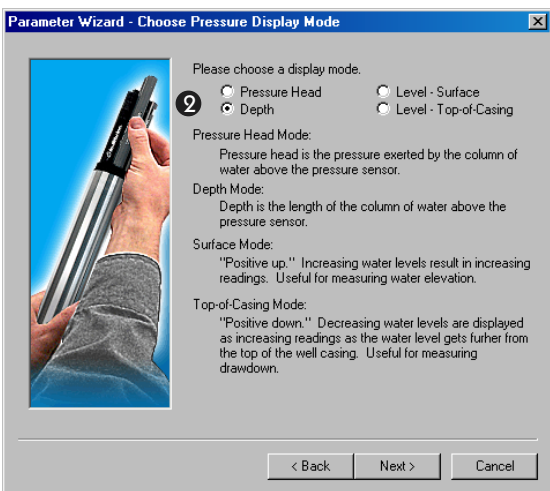 Parameter Wizard - Choose Pressure Display Mode
Please choose a display mode.
Pressure Head
Level - Surface
2
Depth
Level - Top-of-Casing
Pressure Head Mode:
Pressure head is the pressure exerted by the column of
water above the pressure sensor.
Depth Mode:
Depth is the length of the column of water above the
pressure sensor.
Surface Mode:
"Positive up." Increasing water levels result in increasing
readings. Useful for measuring water elevation.
Top-of-Casing Mode:
"Positive down." Decreasing water levels are displayed
as increasing readings as the water level gets furher from
the top of the well casing. Useful for measuring
drawdown.
< Back
Next >
Cancel